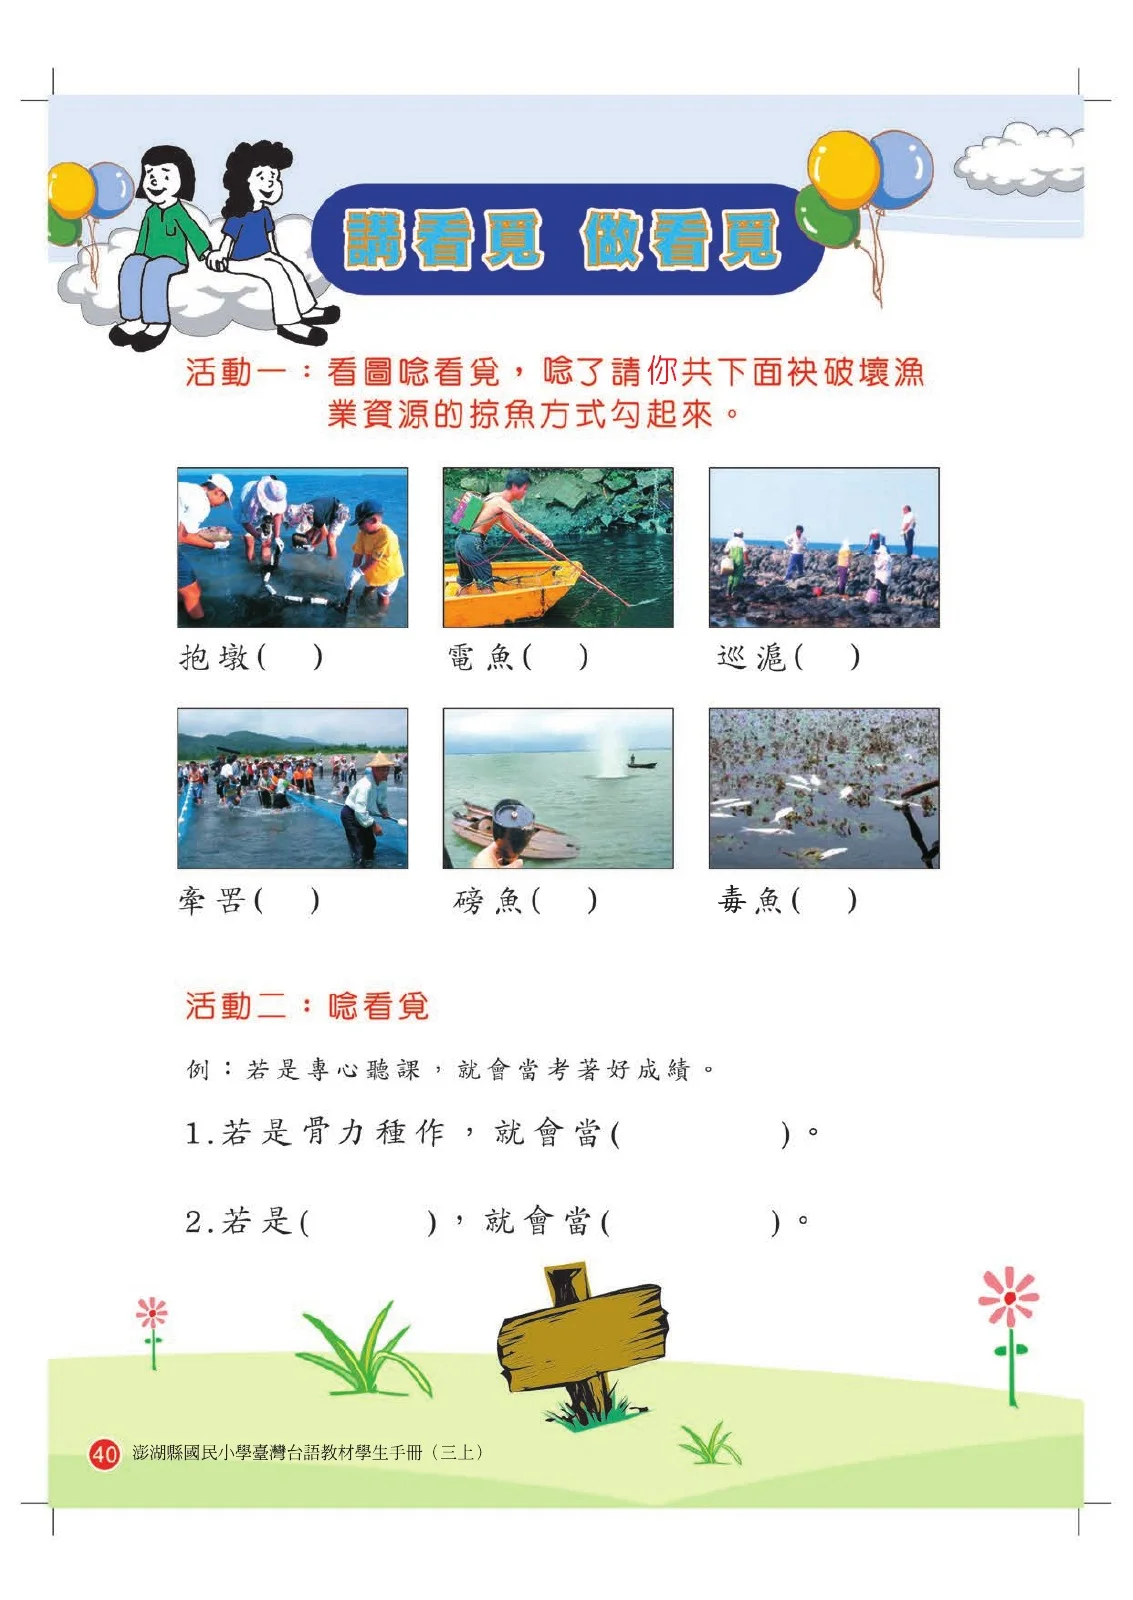 講看覓 做看覓
活動一：看圖唸看覓，唸了請你共下面袂破壞漁
業資源的掠魚方式勾起來。
抱墩(　) 電魚(　) 巡滬(　)
牽罟(　) 磅魚(　) 毒魚(　)
活動二：唸看覓
例：若是專心聽課，就會當考著好成績。
1.若是骨力種作，就會當(　　　　)。
2.若是(　　　)，就會當(　　　　)。
40 澎湖縣國民小學臺灣台語教材學生手冊（三上）